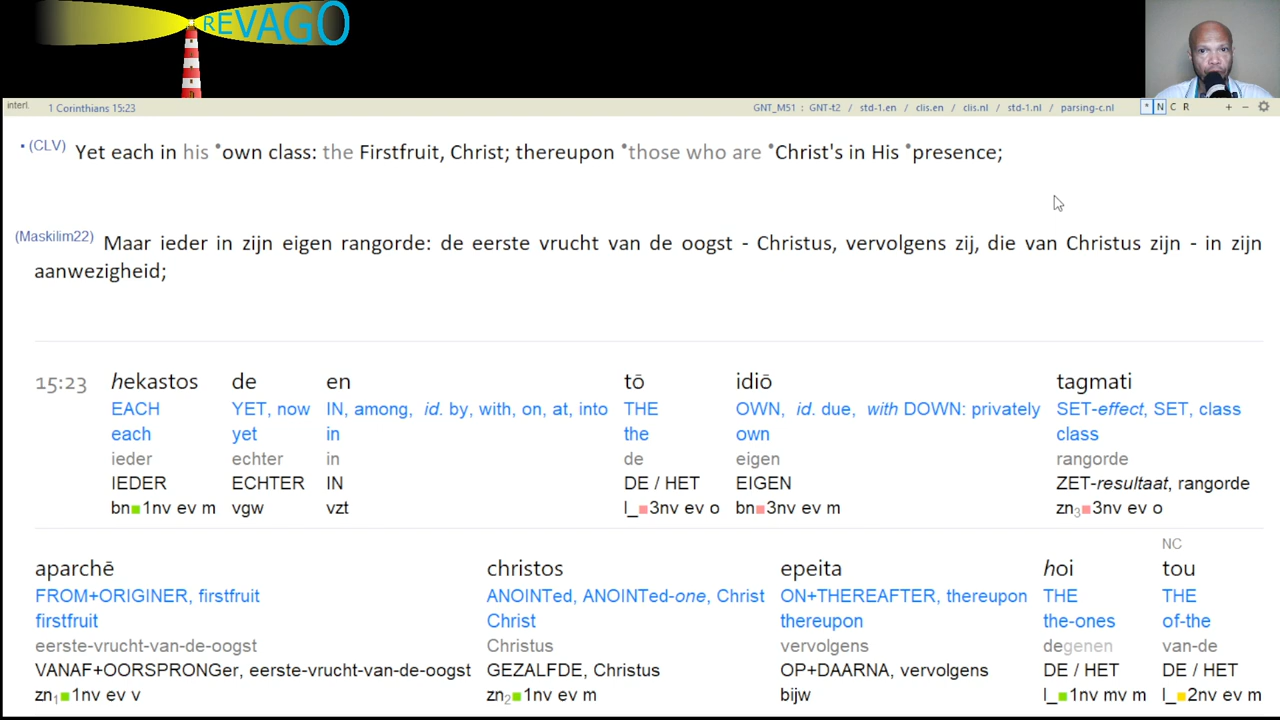 REVAGO
interl 1 Corinthians 15:23 GNT_M51 : GNT-t2 / std-1.en / clis.en / clis.nl / std-1.nl / parsing-c.nl * N C R + −
• (CLV) Yet each in his •own class: the Firstfruit, Christ; thereupon •those who are •Christ's in His •presence;
(Maskilim22) Maar ieder in zijn eigen rangorde: de eerste vrucht van de oogst - Christus, vervolgens zij, die van Christus zijn - in zijn
aanwezigheid;
15:23 hekastos de en tō idiō tagmati
EACH YET, now IN, among, id. by, with, on, at, into THE OWN, id. due, with DOWN: privately SET-effect, SET, class
each yet in the own class
ieder echter in de eigen rangorde
IEDER ECHTER IN DE / HET EIGEN ZET-resultaat, rangorde
bn■1nv ev m vgw vzt l_■3nv ev o bn■3nv ev m zn3■3nv ev o
NC
aparchē christos epeita hoi tou
FROM+ORIGINER, firstfruit ANOINTed, ANOINTed-one, Christ ON+THEREAFTER, thereupon THE THE
firstfruit Christ thereupon the-ones of-the
eerste-vrucht-van-de-oogst Christus vervolgens degenen van-de
VANAF+OORSPRONGer, eerste-vrucht-van-de-oogst GEZALFDE, Christus OP+DAARNA, vervolgens DE / HET DE / HET
zn1■1nv ev v zn2■1nv ev m bijw l_■1nv mv m l_■2nv ev m